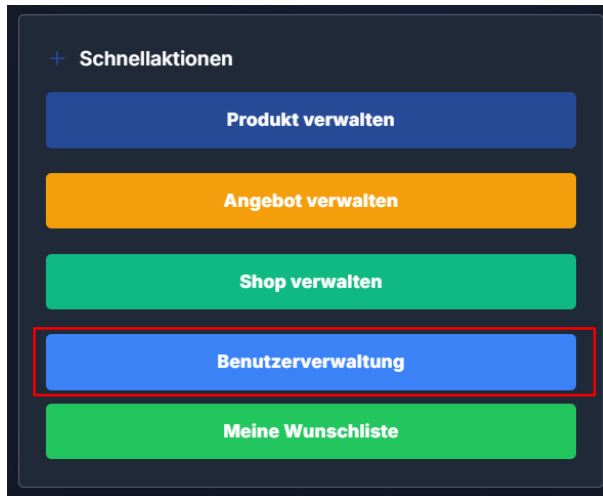 Schnellaktionen
Produkt verwalten
Angebot verwalten
Shop verwalten
Benutzerverwaltung
Meine Wunschliste